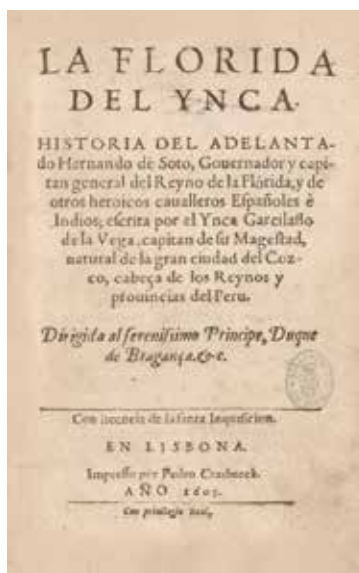 LA FLORIDA
DEL YNCA.
HISTORIA DEL ADELANTA-
do Hernando de Soto, Gouernador y capi-
tan general del Reyno de la Florida, y de
otros heroicos caualleros Españoles è
Indios; escrita por el Ynca Garcilasso
de la Vega, capitan de su Magestad,
natural de la gran ciudad del Coz-
co, cabeça de los Reynos y
prouincias del Peru.
Dirigida al serenissimo Principe, Duque
de Bragança. &c.
Con licencia de la santa Inquisicion.
EN LISBONA.
Impresso por Pedro Crasbeeck.
AÑO 1605.
Con priuilegio Real,